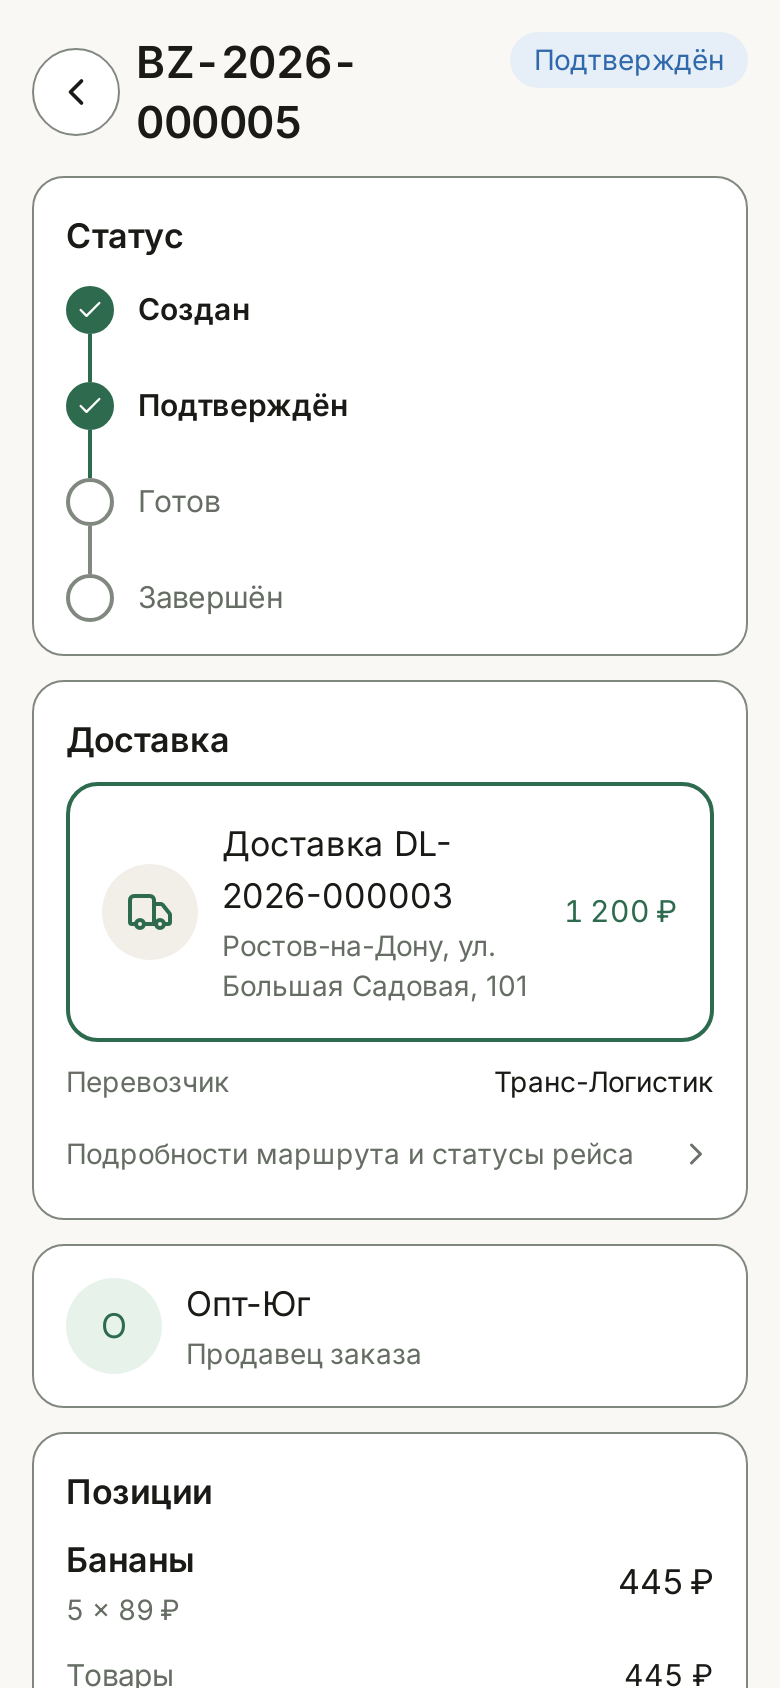 BZ-2026-
000005
Подтверждён
Статус
Создан
Подтверждён
Готов
Завершён
Доставка
Доставка DL-
2026-000003
1 200 ₽
Ростов-на-Дону, ул.
Большая Садовая, 101
Перевозчик
Транс-Логистик
Подробности маршрута и статусы рейса
О
Опт-Юг
Продавец заказа
Позиции
Бананы
445 ₽
5 × 89 ₽
Товары
445 ₽